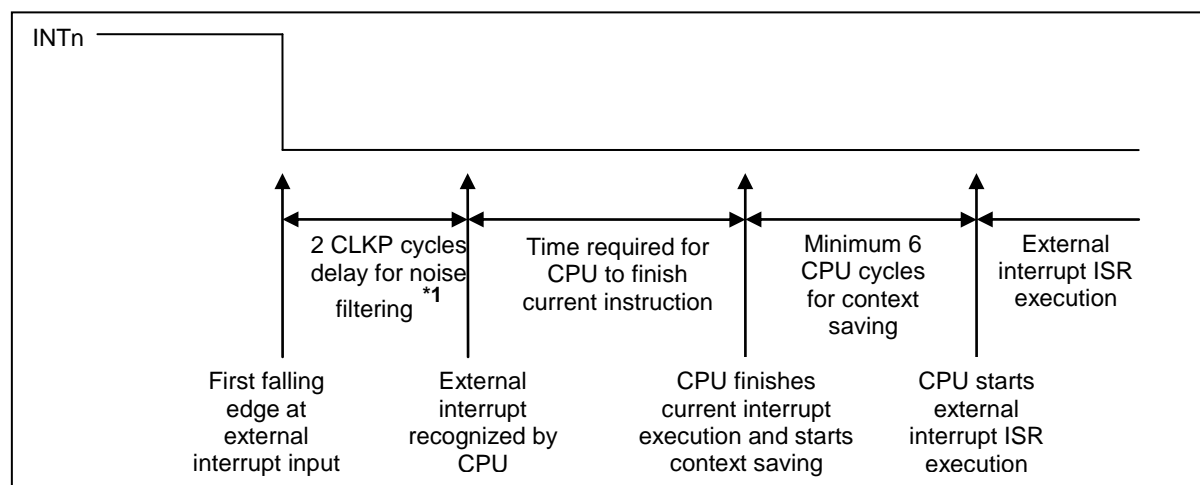 INTn
2 CLKP cycles
delay for noise
filtering *1
Time required for
CPU to finish
current instruction
Minimum 6
CPU cycles
for context
saving
External
interrupt ISR
execution
First falling
edge at
external
interrupt input
External
interrupt
recognized by
CPU
CPU finishes
current interrupt
execution and starts
context saving
CPU starts
external
interrupt ISR
execution